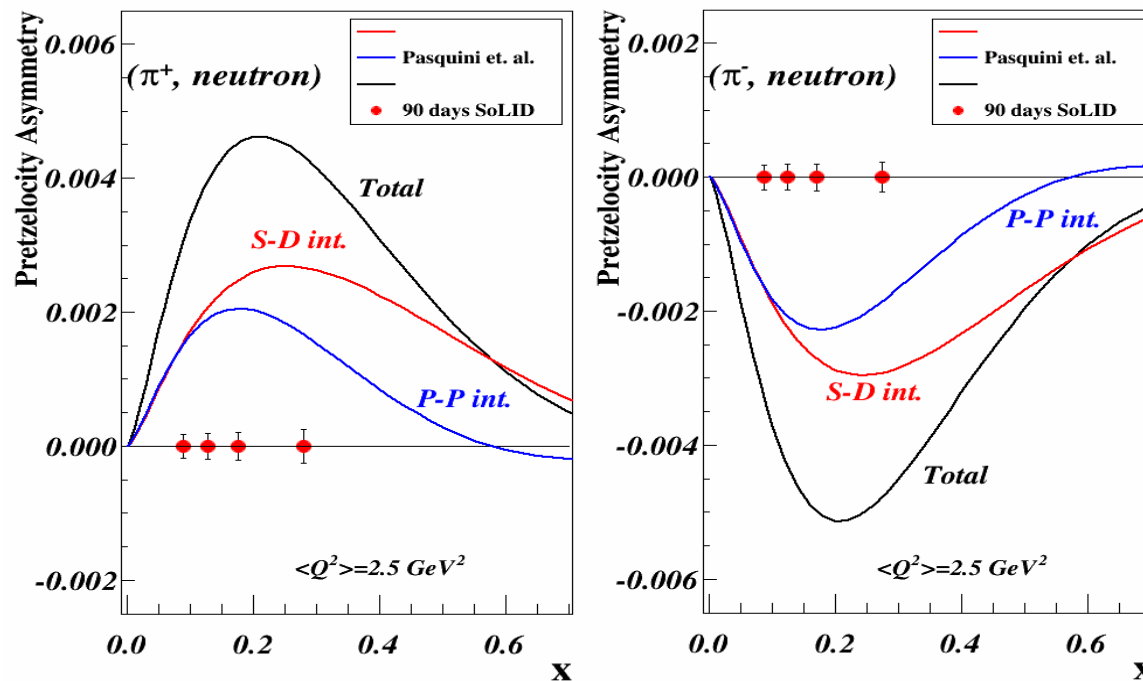 Pretzelocity Asymmetry
0.006
0.004
0.002
0.000
-0.002
(π⁺, neutron)
Pasquini et. al.
90 days SoLID
Total
S-D int.
P-P int.
<Q²>=2.5 GeV²
0.0 0.2 0.4 0.6
x
Pretzelocity Asymmetry
0.002
0.000
-0.002
-0.004
-0.006
(π⁻, neutron)
Pasquini et. al.
90 days SoLID
P-P int.
S-D int.
Total
<Q²>=2.5 GeV²
0.0 0.2 0.4 0.6
x